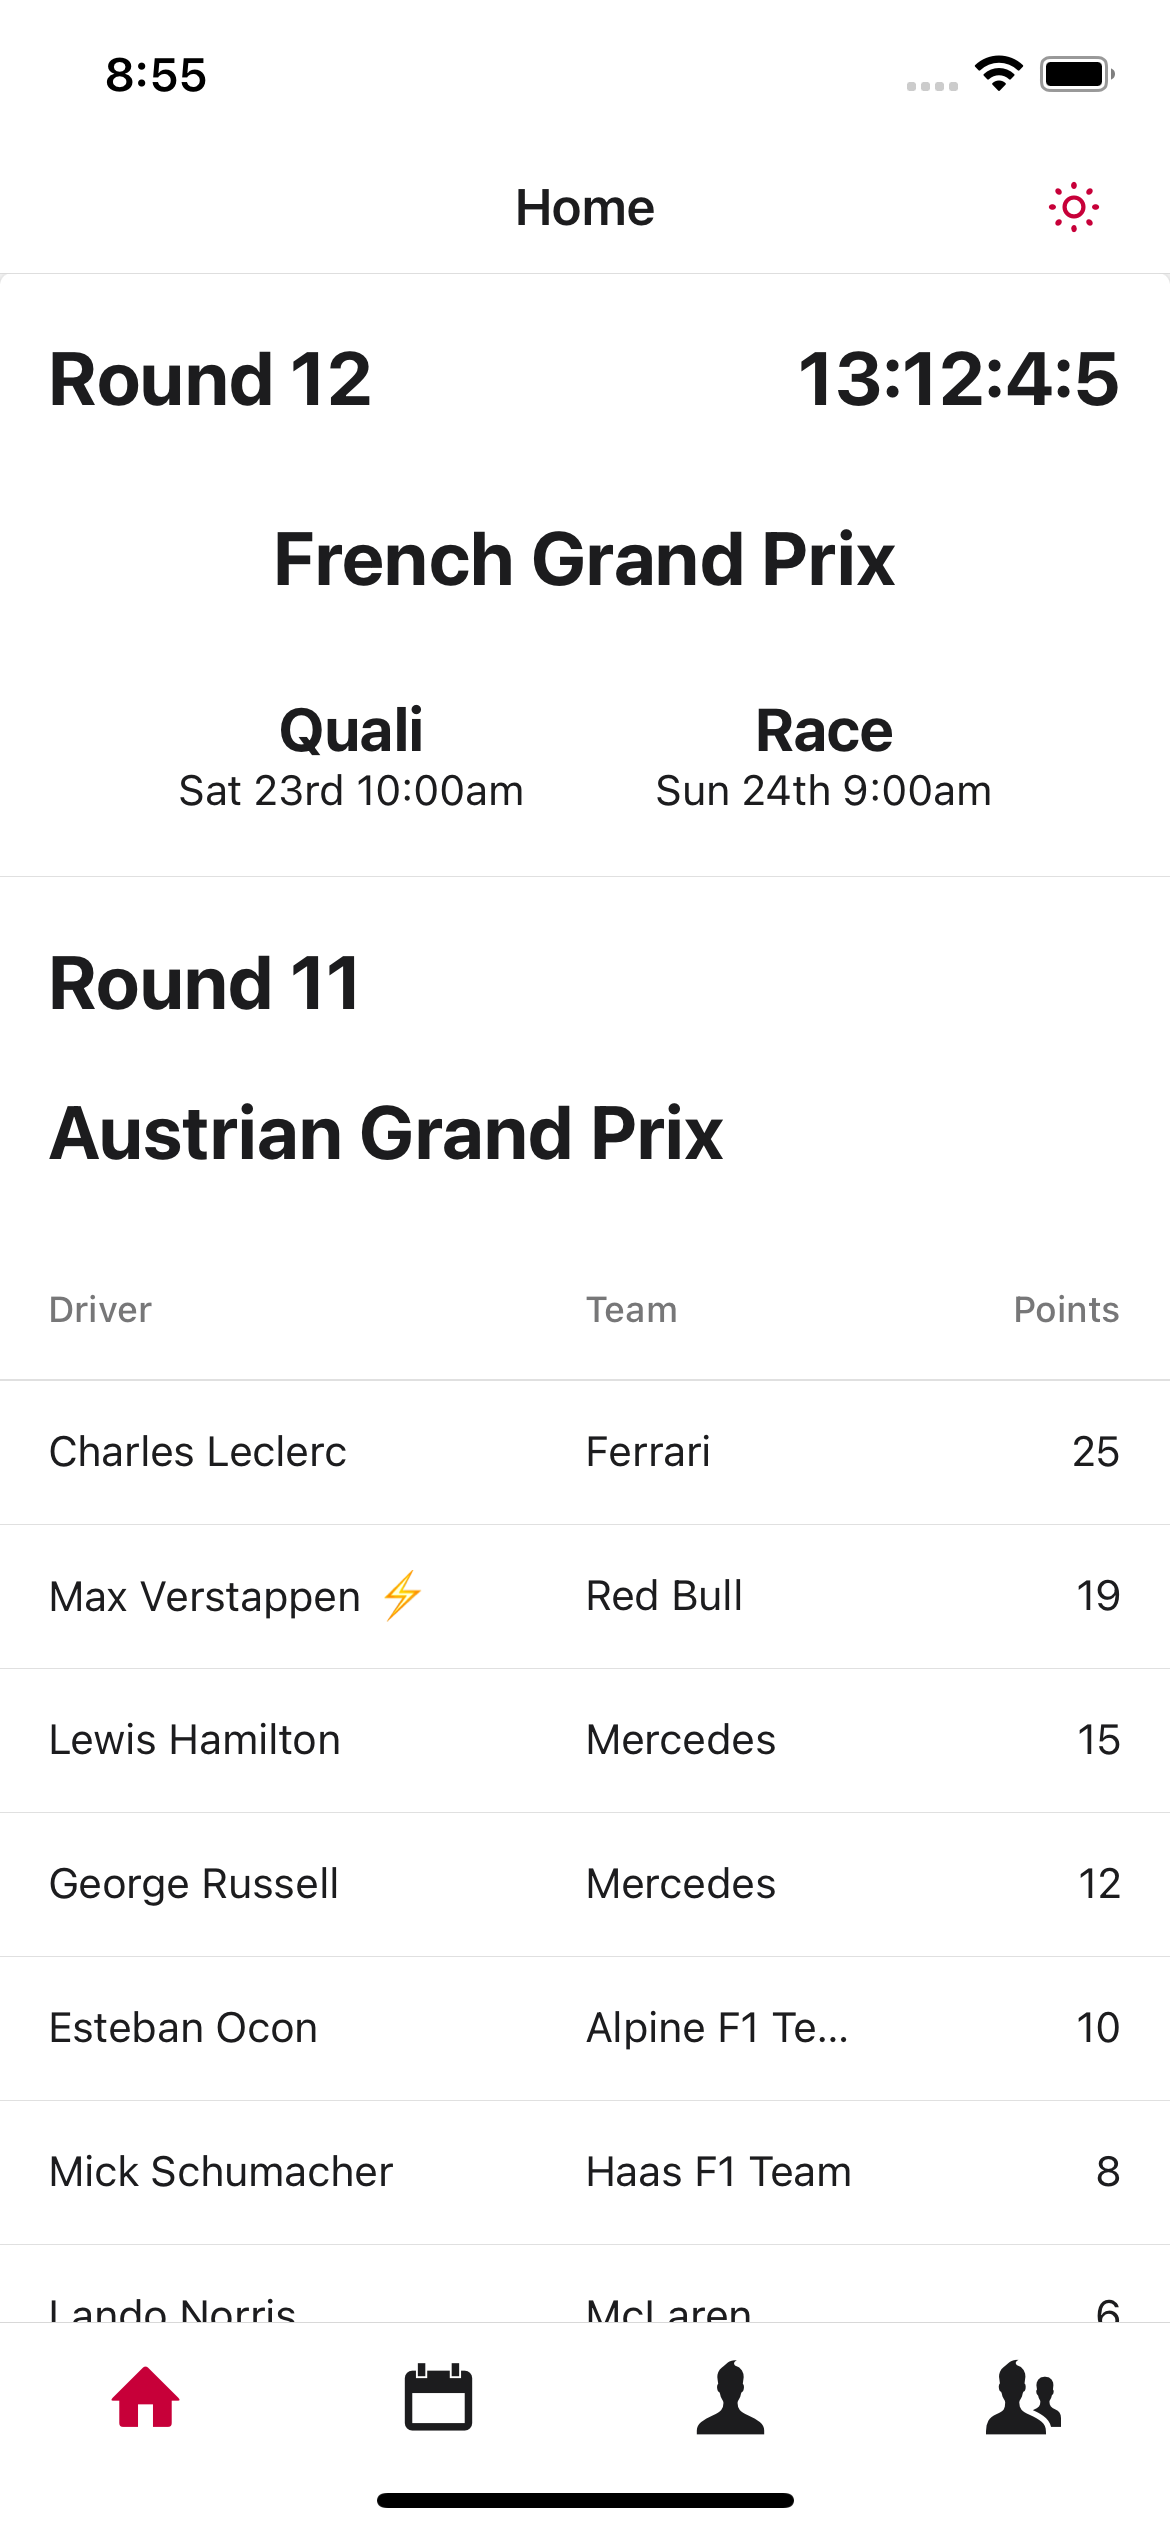 8:55
Home
Round 12 13:12:4:5
French Grand Prix
Quali Race
Sat 23rd 10:00am Sun 24th 9:00am
Round 11
Austrian Grand Prix
Driver Team Points
Charles Leclerc Ferrari 25
Max Verstappen ⚡ Red Bull 19
Lewis Hamilton Mercedes 15
George Russell Mercedes 12
Esteban Ocon Alpine F1 Te... 10
Mick Schumacher Haas F1 Team 8
Lando Norris McLaren 6